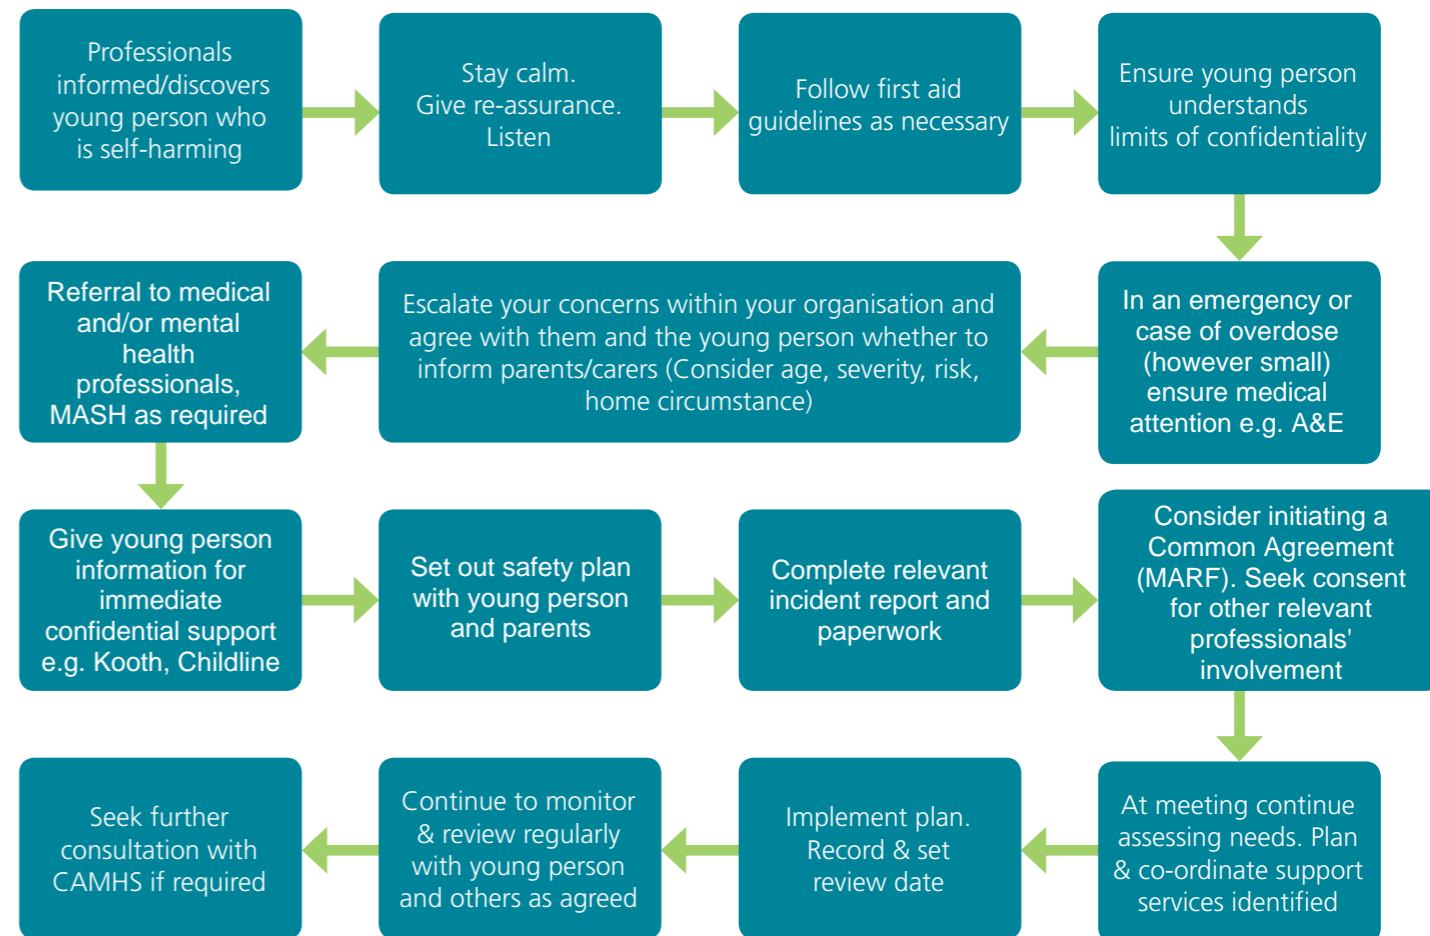 Professionals
informed/discovers
young person who
is self-harming
Stay calm.
Give re-assurance.
Listen
Follow first aid
guidelines as necessary
Ensure young person
understands
limits of confidentiality
In an emergency or
case of overdose
(however small)
ensure medical
attention e.g. A&E
Escalate your concerns within your organisation and
agree with them and the young person whether to
inform parents/carers (Consider age, severity, risk,
home circumstance)
Referral to medical
and/or mental
health
professionals,
MASH as required
Give young person
information for
immediate
confidential support
e.g. Kooth, Childline
Set out safety plan
with young person
and parents
Complete relevant
incident report and
paperwork
Consider initiating a
Common Agreement
(MARF). Seek consent
for other relevant
professionals'
involvement
At meeting continue
assessing needs. Plan
& co-ordinate support
services identified
Implement plan.
Record & set
review date
Continue to monitor
& review regularly
with young person
and others as agreed
Seek further
consultation with
CAMHS if required